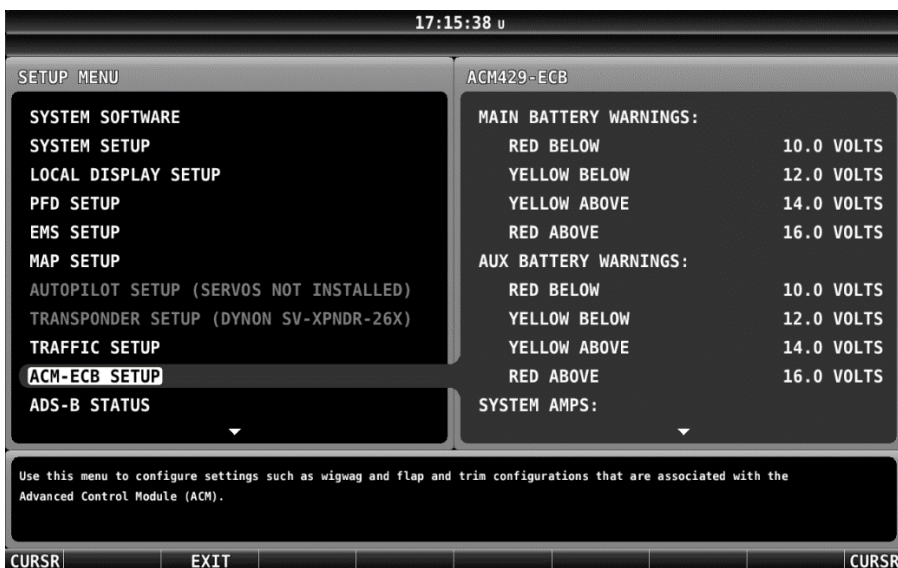 17:15:38 U
SETUP MENU
SYSTEM SOFTWARE
SYSTEM SETUP
LOCAL DISPLAY SETUP
PFD SETUP
EMS SETUP
MAP SETUP
AUTOPILOT SETUP (SERVOS NOT INSTALLED)
TRANSPONDER SETUP (DYNON SV-XPNDR-26X)
TRAFFIC SETUP
ACM-ECB SETUP
ADS-B STATUS
ACM429-ECB
MAIN BATTERY WARNINGS:
RED BELOW 10.0 VOLTS
YELLOW BELOW 12.0 VOLTS
YELLOW ABOVE 14.0 VOLTS
RED ABOVE 16.0 VOLTS
AUX BATTERY WARNINGS:
RED BELOW 10.0 VOLTS
YELLOW BELOW 12.0 VOLTS
YELLOW ABOVE 14.0 VOLTS
RED ABOVE 16.0 VOLTS
SYSTEM AMPS:
Use this menu to configure settings such as wigwag and flap and trim configurations that are associated with the
Advanced Control Module (ACM).
CURSR EXIT CURSR